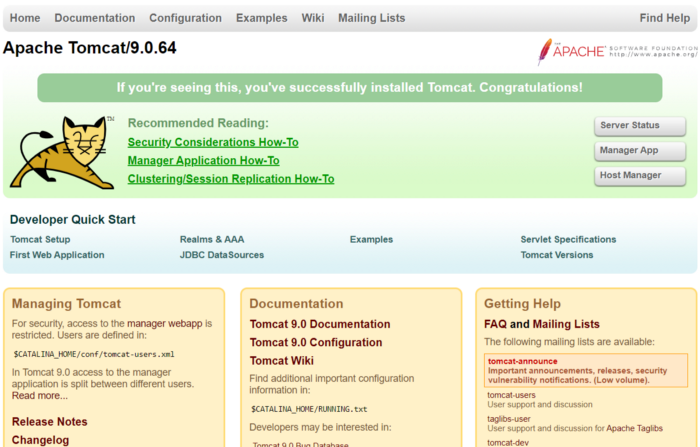 Home Documentation Configuration Examples Wiki Mailing Lists Find Help
Apache Tomcat/9.0.64
THE APACHE SOFTWARE FOUNDATION
http://www.apache.org/
If you're seeing this, you've successfully installed Tomcat. Congratulations!
TM
Recommended Reading:
Security Considerations How-To
Manager Application How-To
Clustering/Session Replication How-To
Server Status
Manager App
Host Manager
Developer Quick Start
Tomcat Setup
First Web Application
Realms & AAA
JDBC DataSources
Examples
Servlet Specifications
Tomcat Versions
Managing Tomcat
For security, access to the manager webapp is
restricted. Users are defined in:
$CATALINA_HOME/conf/tomcat-users.xml
In Tomcat 9.0 access to the manager
application is split between different users.
Read more...
Release Notes
Changelog
Documentation
Tomcat 9.0 Documentation
Tomcat 9.0 Configuration
Tomcat Wiki
Find additional important configuration
information in:
$CATALINA_HOME/RUNNING.txt
Developers may be interested in:
Tomcat 9.0 Bug Database
Getting Help
FAQ and Mailing Lists
The following mailing lists are available:
tomcat-announce
Important announcements, releases, security
vulnerability notifications. (Low volume).
tomcat-users
User support and discussion
taglibs-user
User support and discussion for Apache Taglibs
tomcat-dev